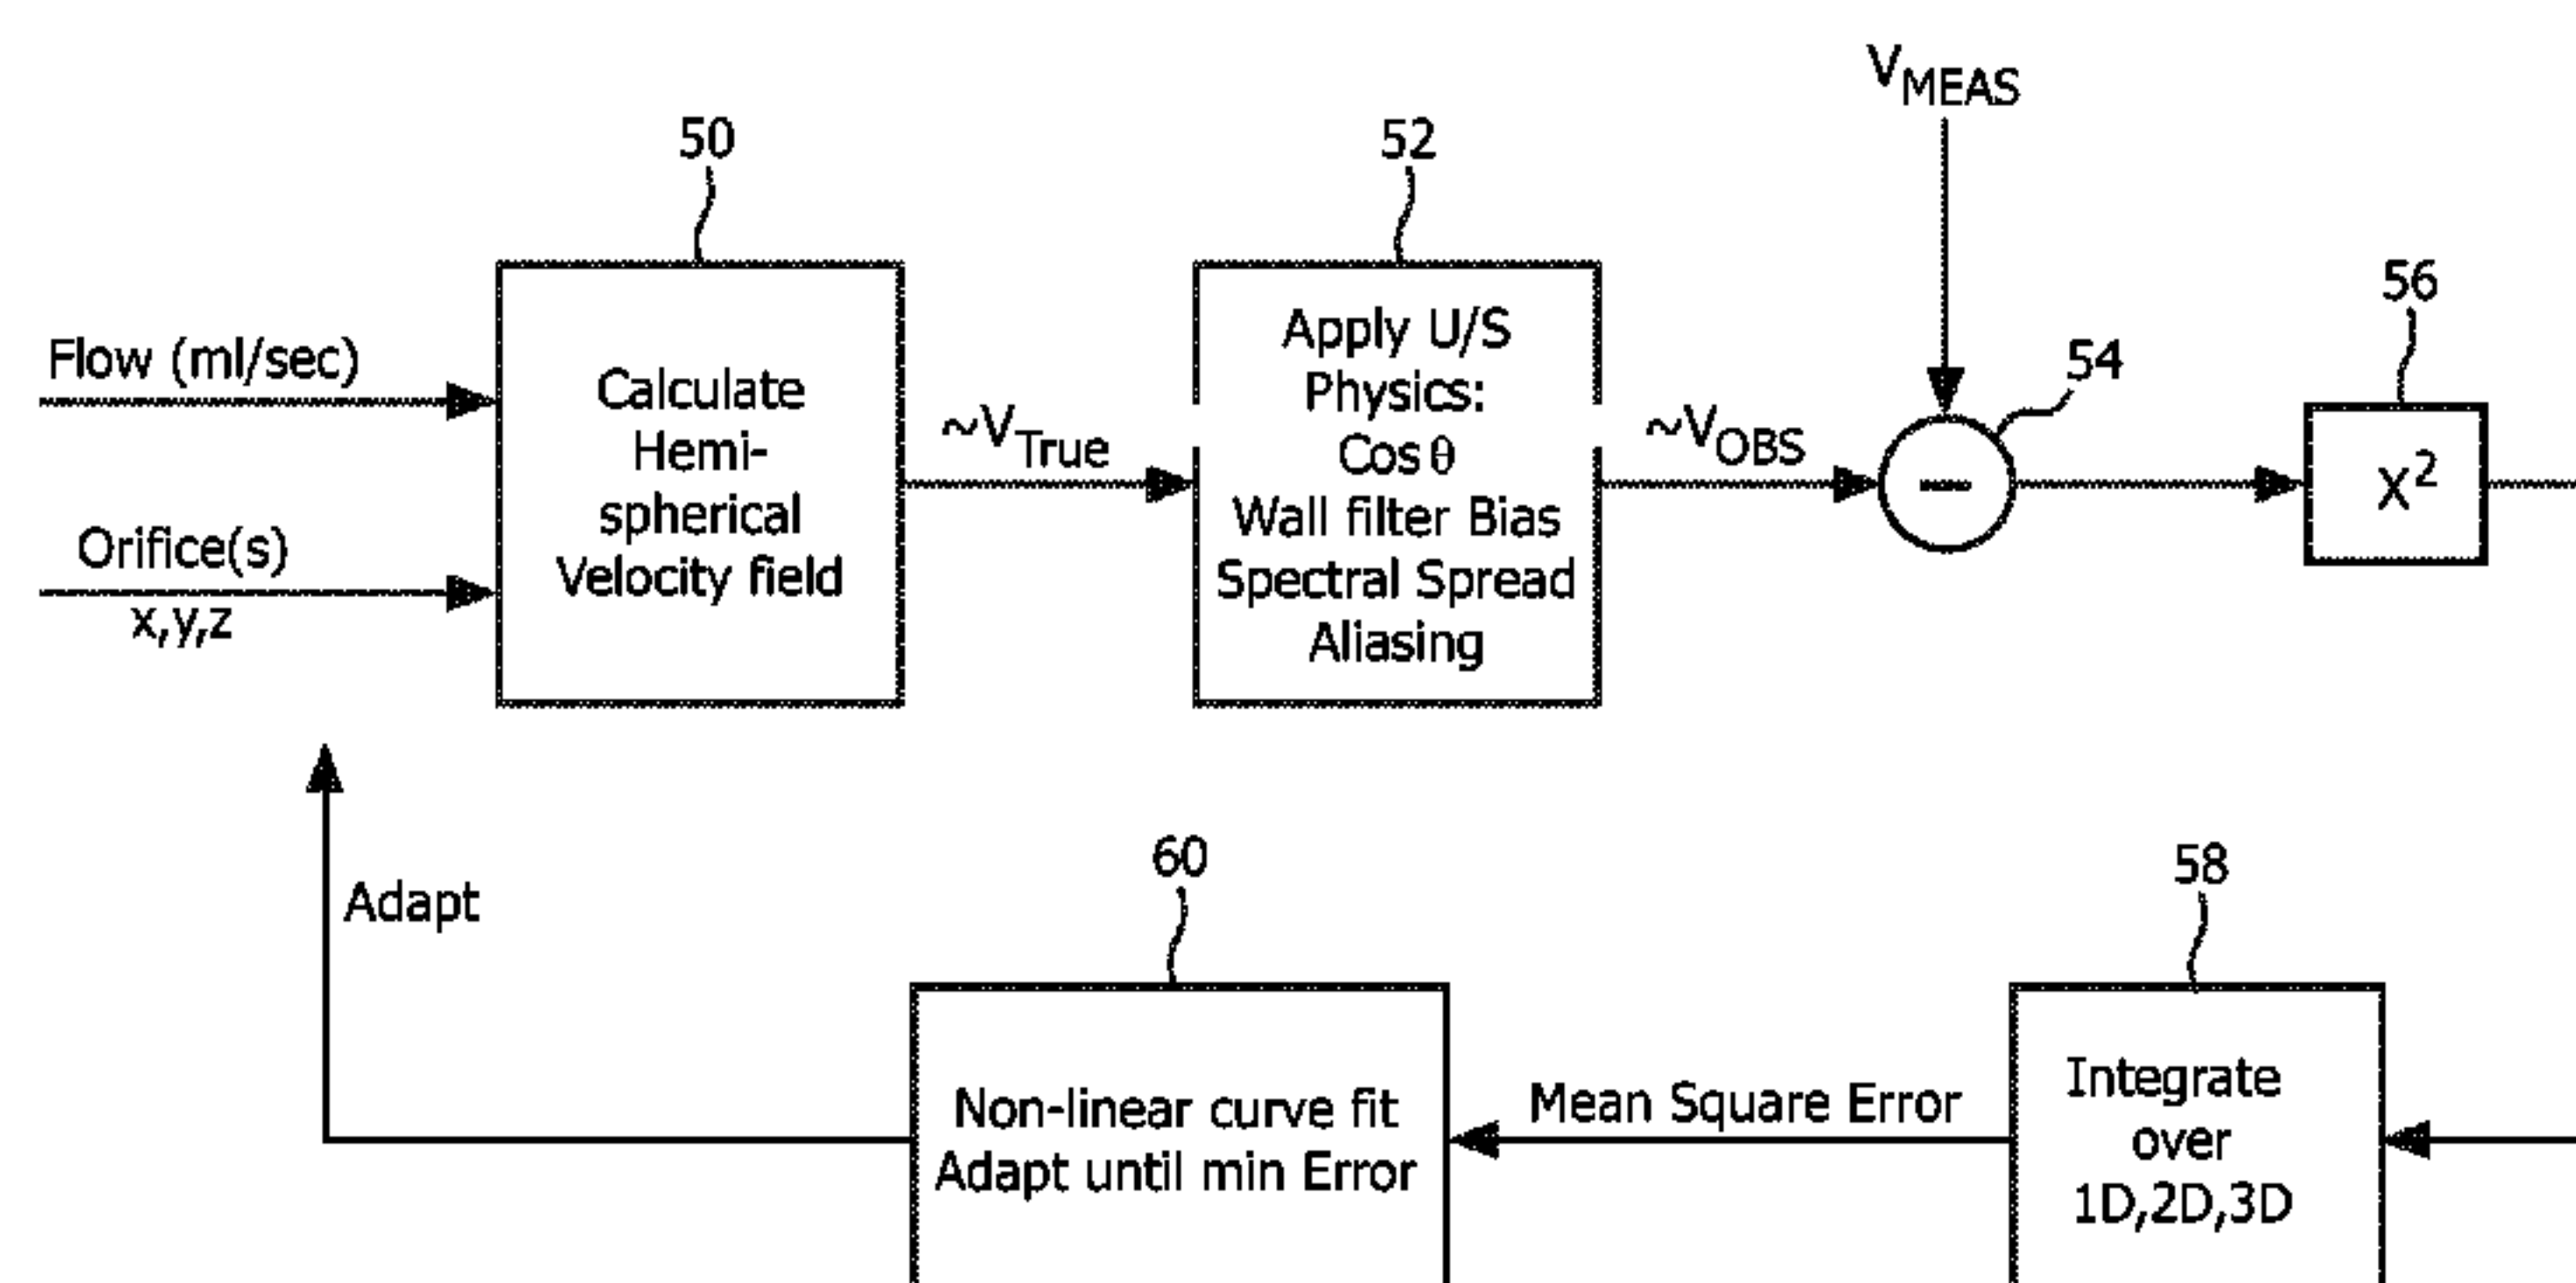 V_MEAS
50
52
56
54
Flow (ml/sec)
Orifice(s)
x,y,z
Calculate
Hemi-
spherical
Velocity field
~V_True
Apply U/S
Physics:
Cos θ
Wall filter Bias
Spectral Spread
Aliasing
~V_OBS
—
X²
Adapt
60
Non-linear curve fit
Adapt until min Error
Mean Square Error
58
Integrate
over
1D,2D,3D